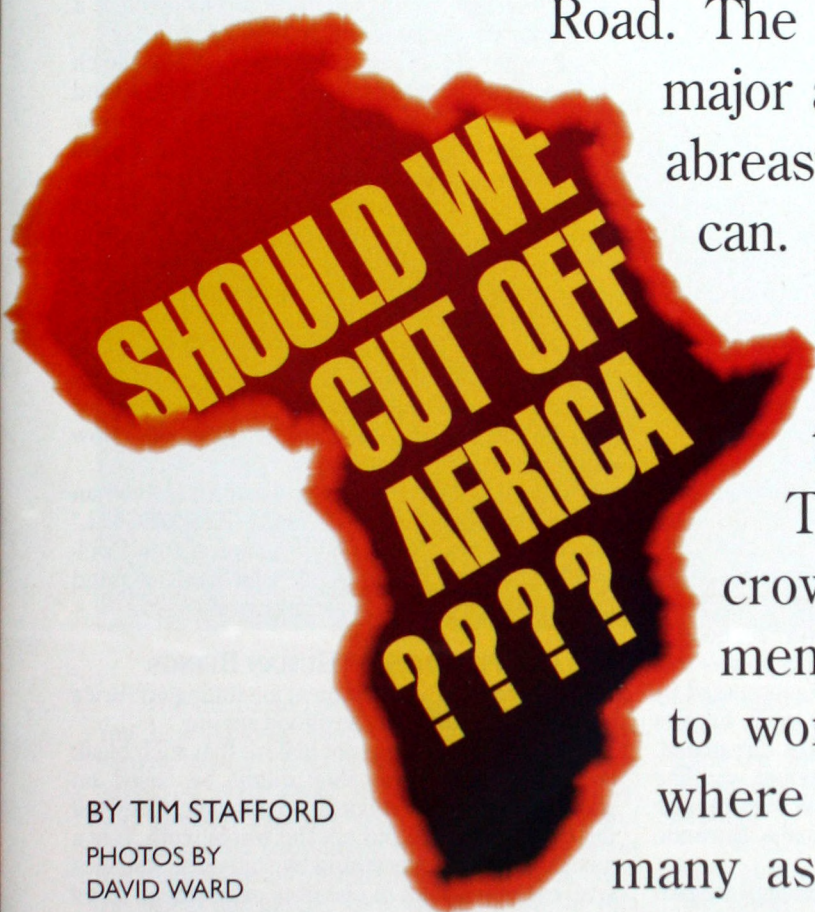 SHOULD WE
CUT OFF
AFRICA
????
BY TIM STAFFORD
PHOTOS BY
DAVID WARD
Road. The
major
abreas
can.
T
crow
men
to wor
where
many as